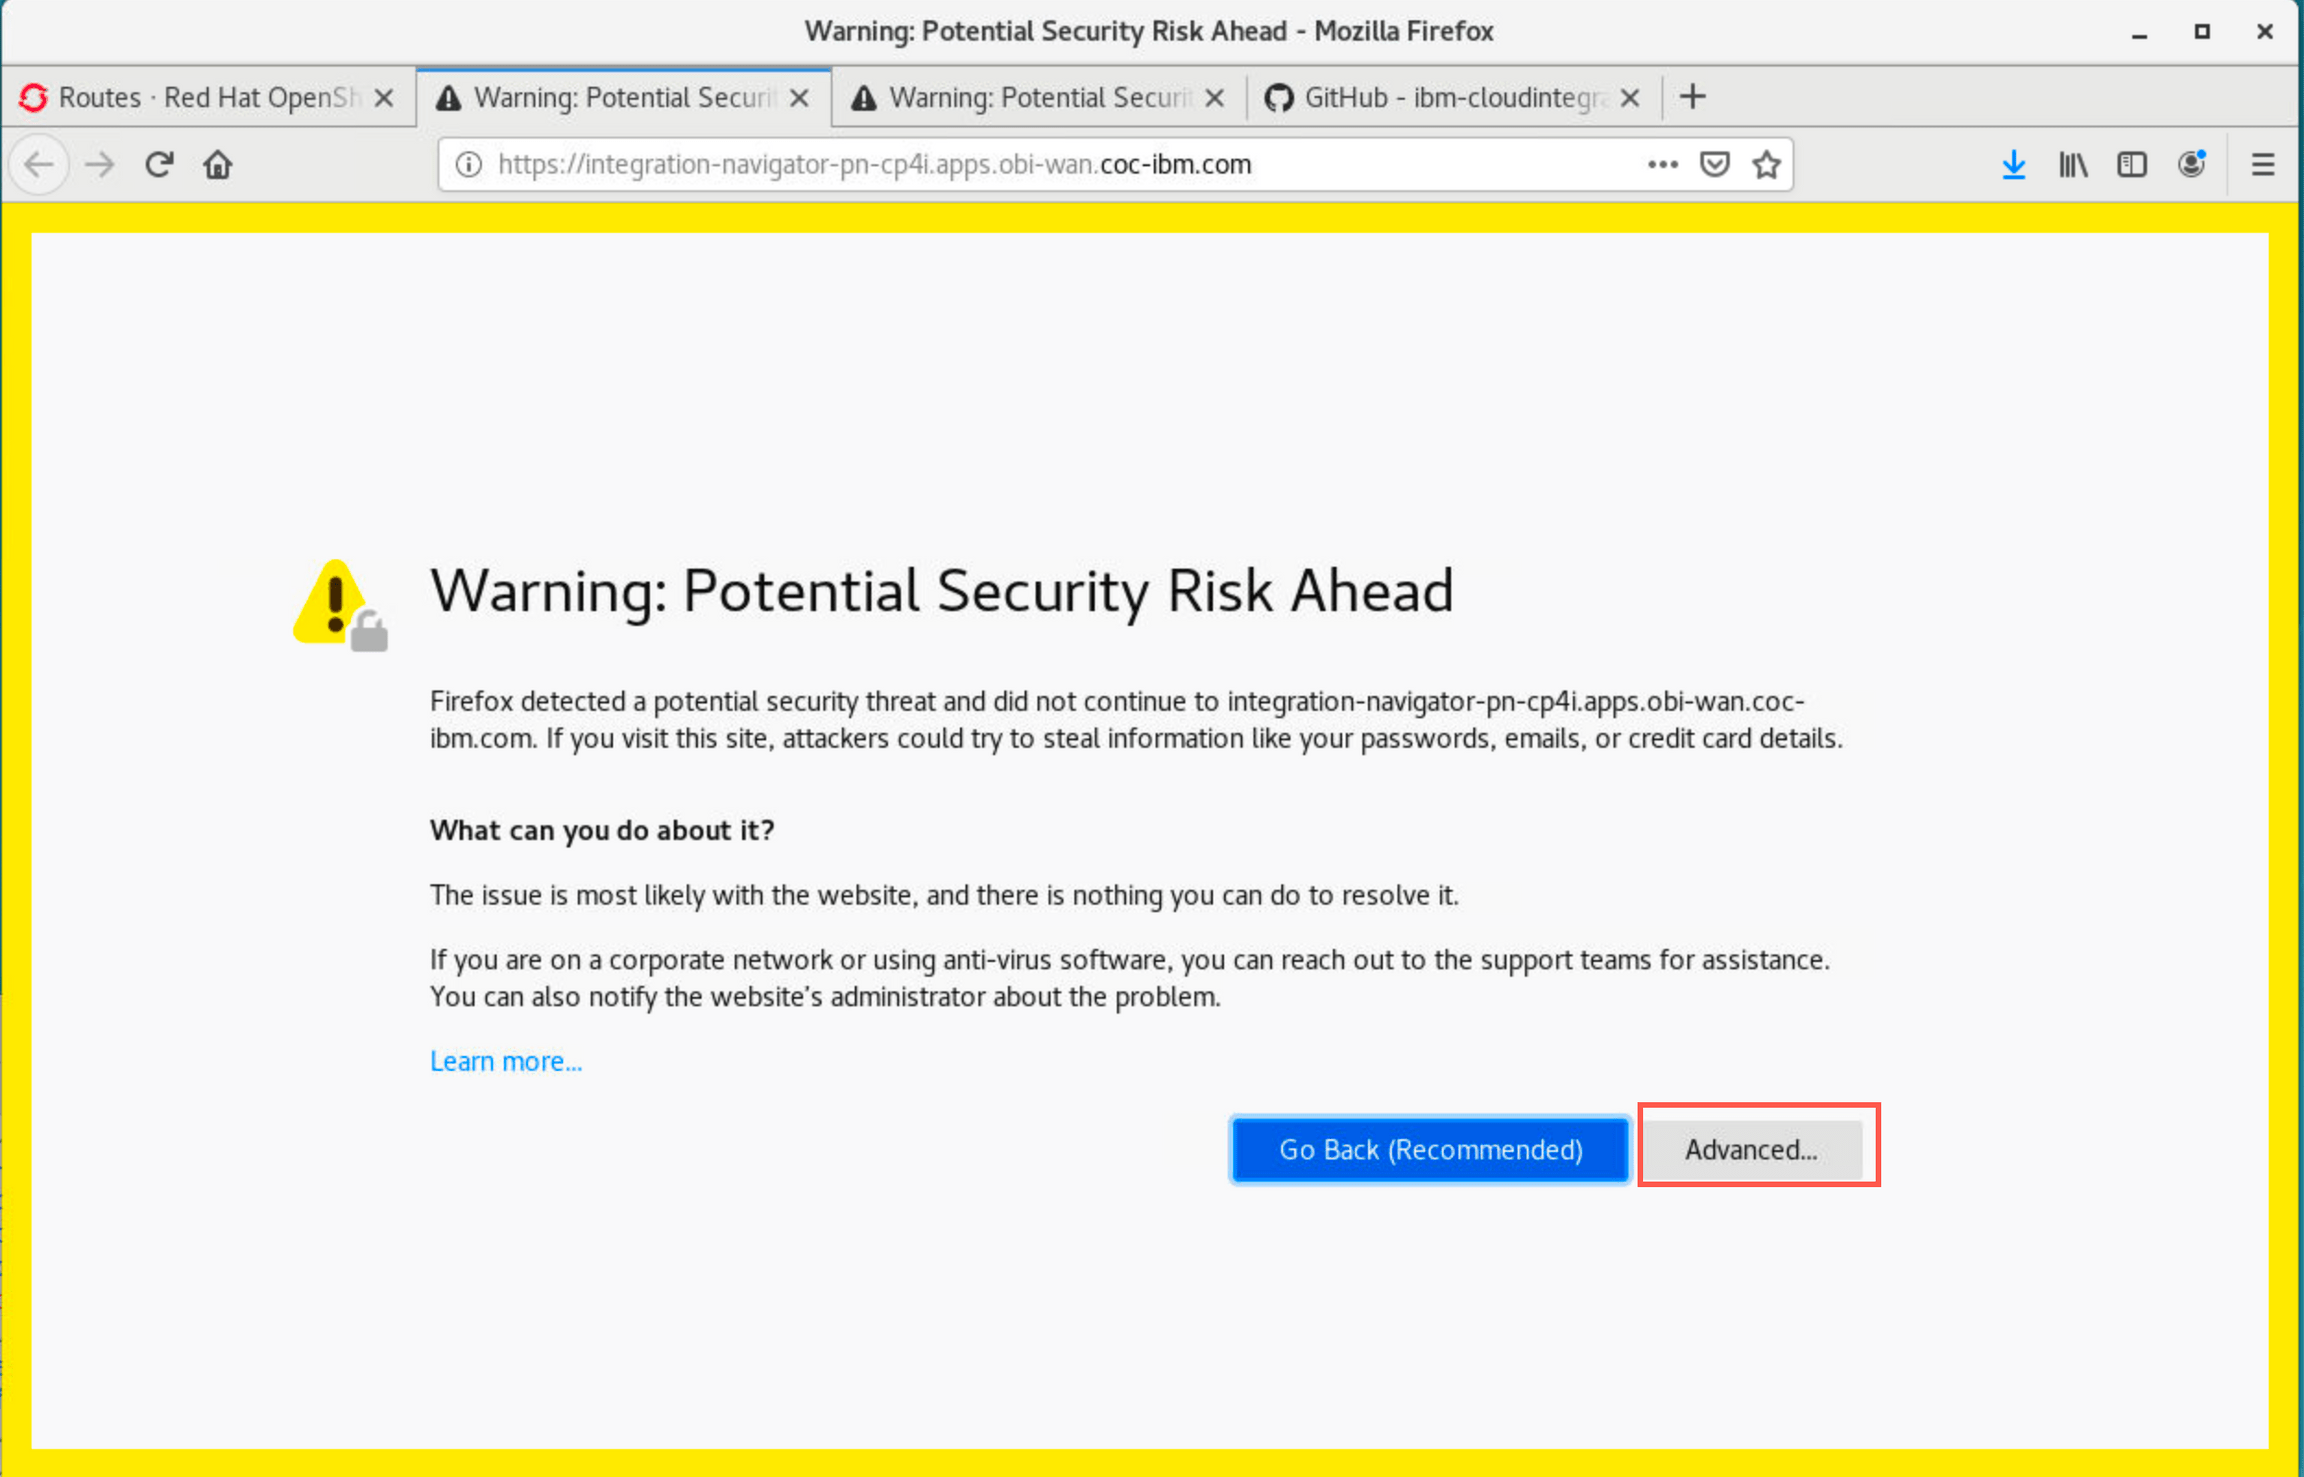 Warning: Potential Security Risk Ahead - Mozilla Firefox
Routes · Red Hat OpenSh
Warning: Potential Securit
Warning: Potential Securit
GitHub - ibm-cloudintegra
https://integration-navigator-pn-cp4i.apps.obi-wan.coc-ibm.com
Warning: Potential Security Risk Ahead
Firefox detected a potential security threat and did not continue to integration-navigator-pn-cp4i.apps.obi-wan.coc-
ibm.com. If you visit this site, attackers could try to steal information like your passwords, emails, or credit card details.
What can you do about it?
The issue is most likely with the website, and there is nothing you can do to resolve it.
If you are on a corporate network or using anti-virus software, you can reach out to the support teams for assistance.
You can also notify the website’s administrator about the problem.
Learn more…
Go Back (Recommended)
Advanced…